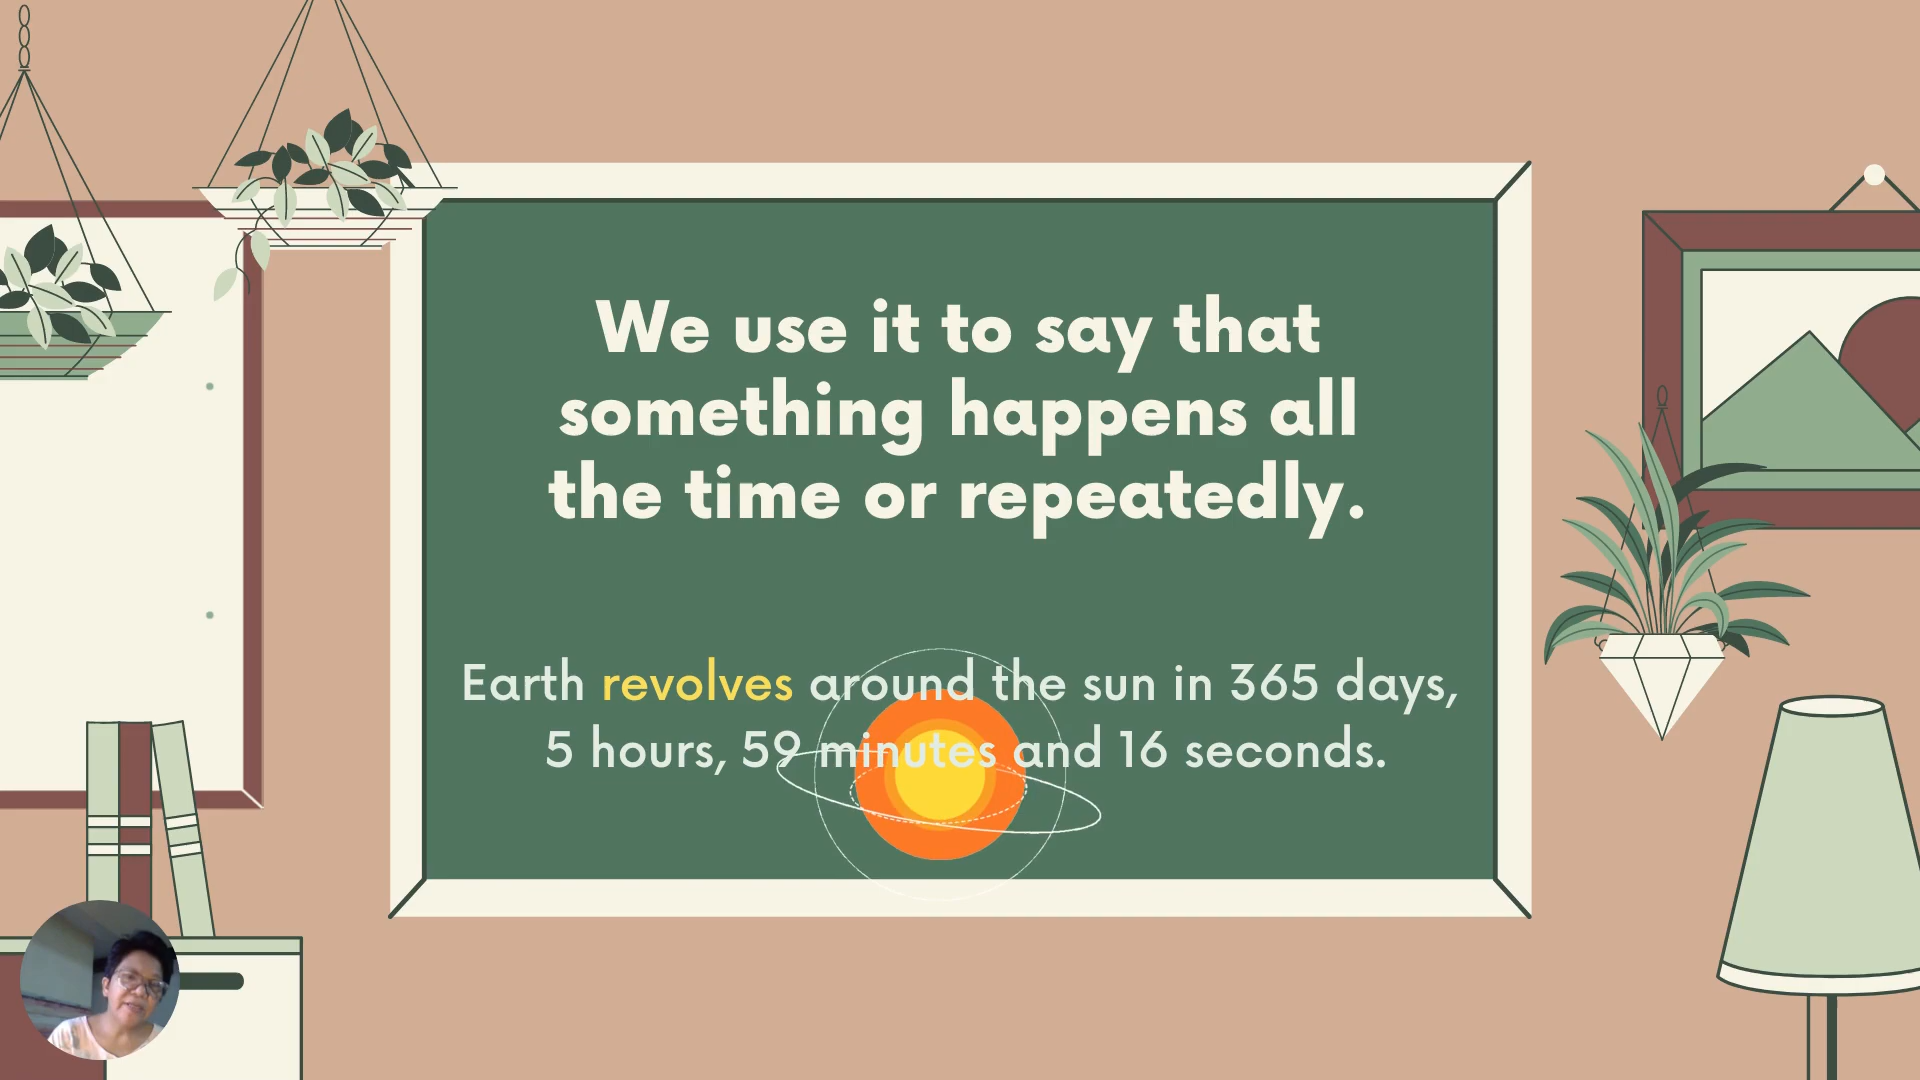 We use it to say that
something happens all
the time or repeatedly.
Earth revolves around the sun in 365 days,
5 hours, 59 minutes and 16 seconds.